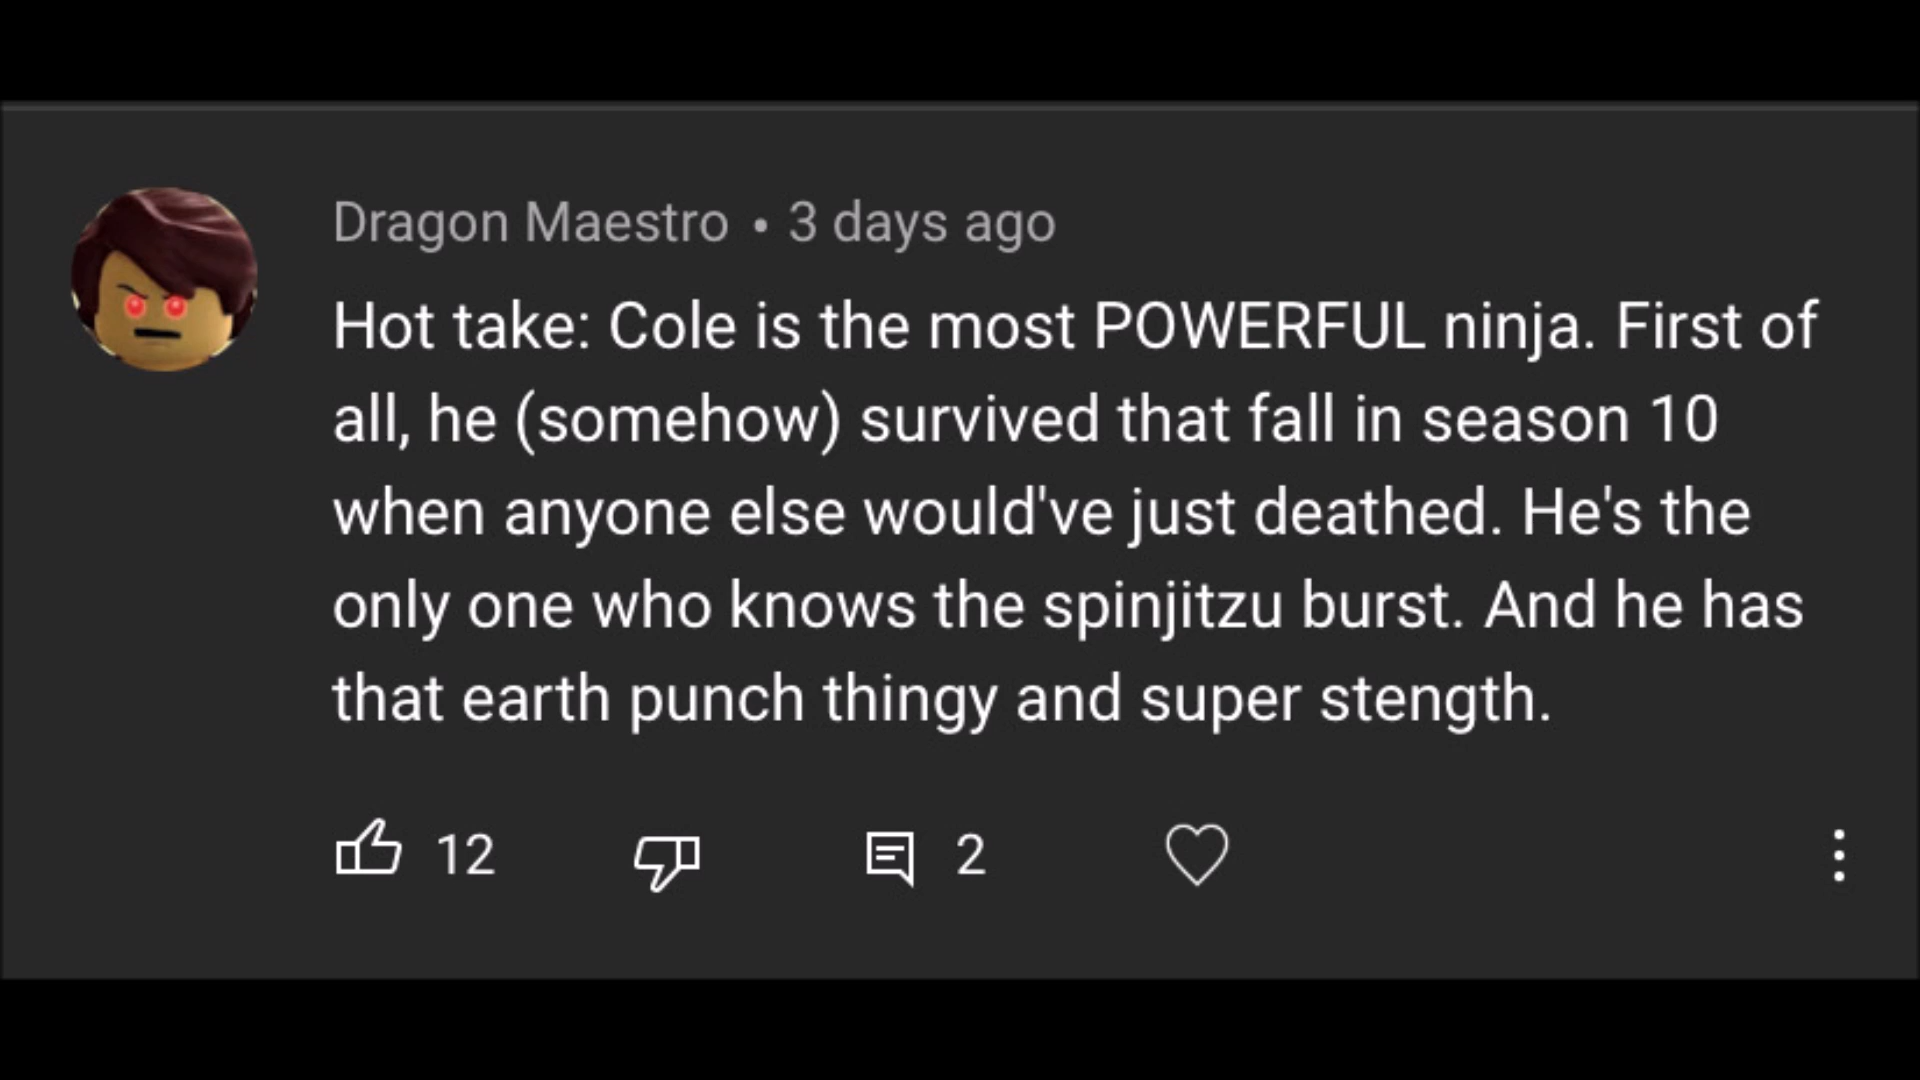 Dragon Maestro • 3 days ago
Hot take: Cole is the most POWERFUL ninja. First of
all, he (somehow) survived that fall in season 10
when anyone else would've just deathed. He's the
only one who knows the spinjitzu burst. And he has
that earth punch thingy and super stength.
12 2